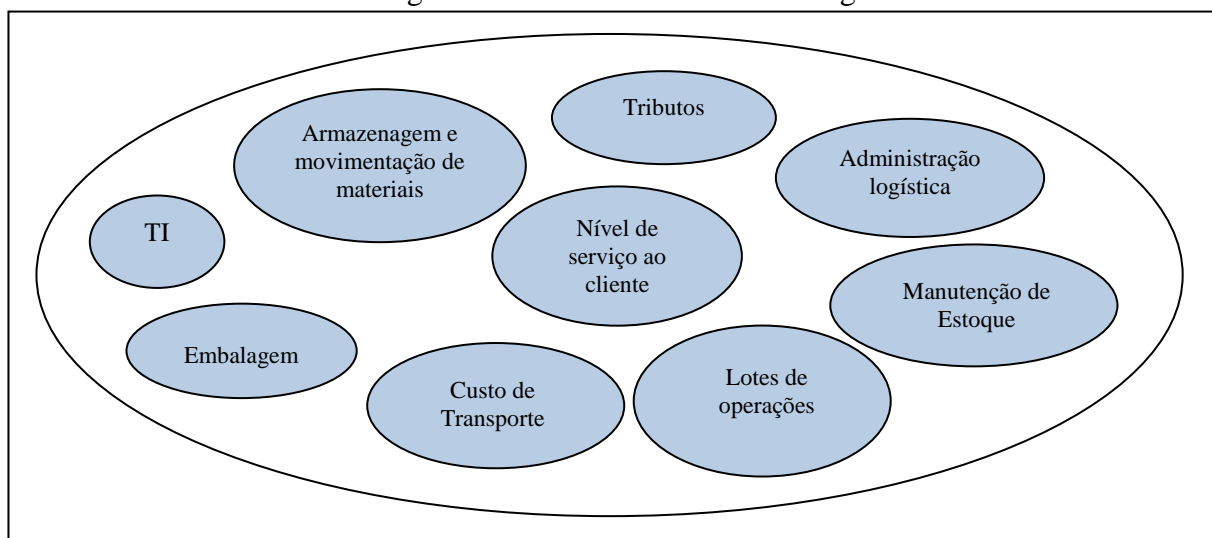 Tributos
Armazenagem e
movimentação de
materiais
Administração
logística
TI
Nível de
serviço ao
cliente
Manutenção de
Estoque
Embalagem
Custo de
Transporte
Lotes de
operações